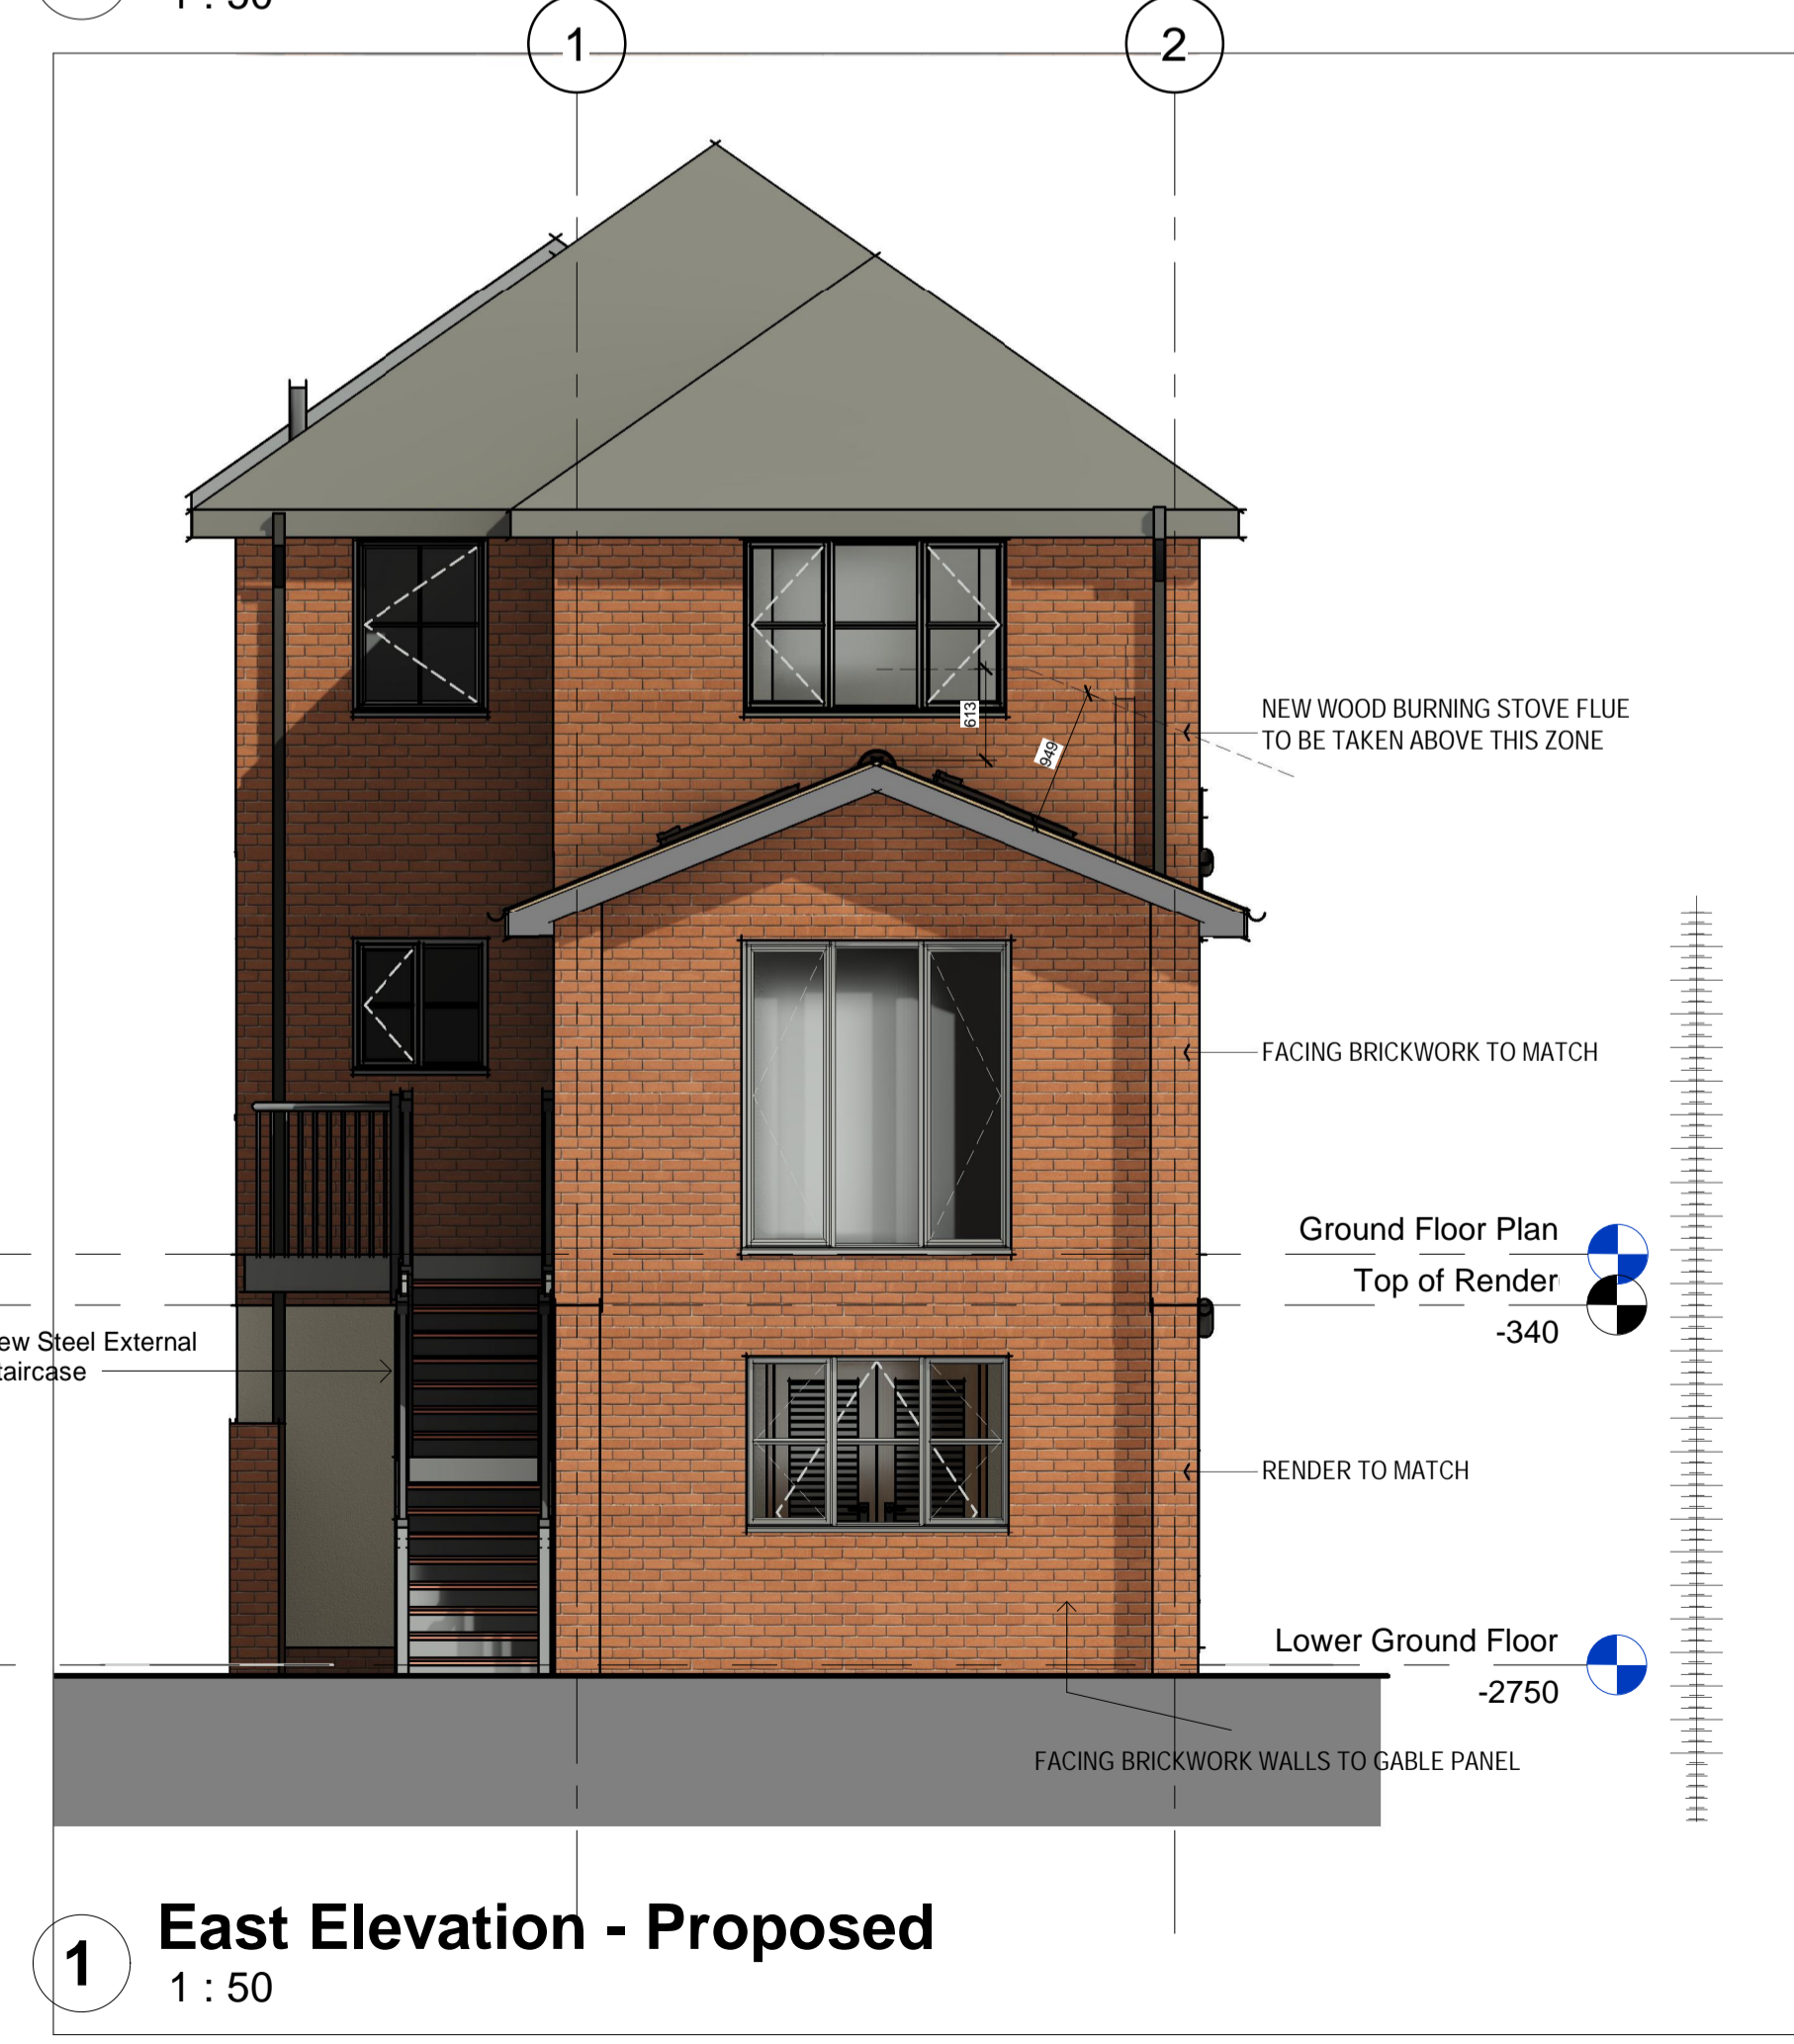 1 : 50
1
2
613
949
NEW WOOD BURNING STOVE FLUE
TO BE TAKEN ABOVE THIS ZONE
FACING BRICKWORK TO MATCH
Ground Floor Plan
Top of Render
-340
ew Steel External
taircase
RENDER TO MATCH
Lower Ground Floor
-2750
FACING BRICKWORK WALLS TO GABLE PANEL
1
East Elevation - Proposed
1 : 50